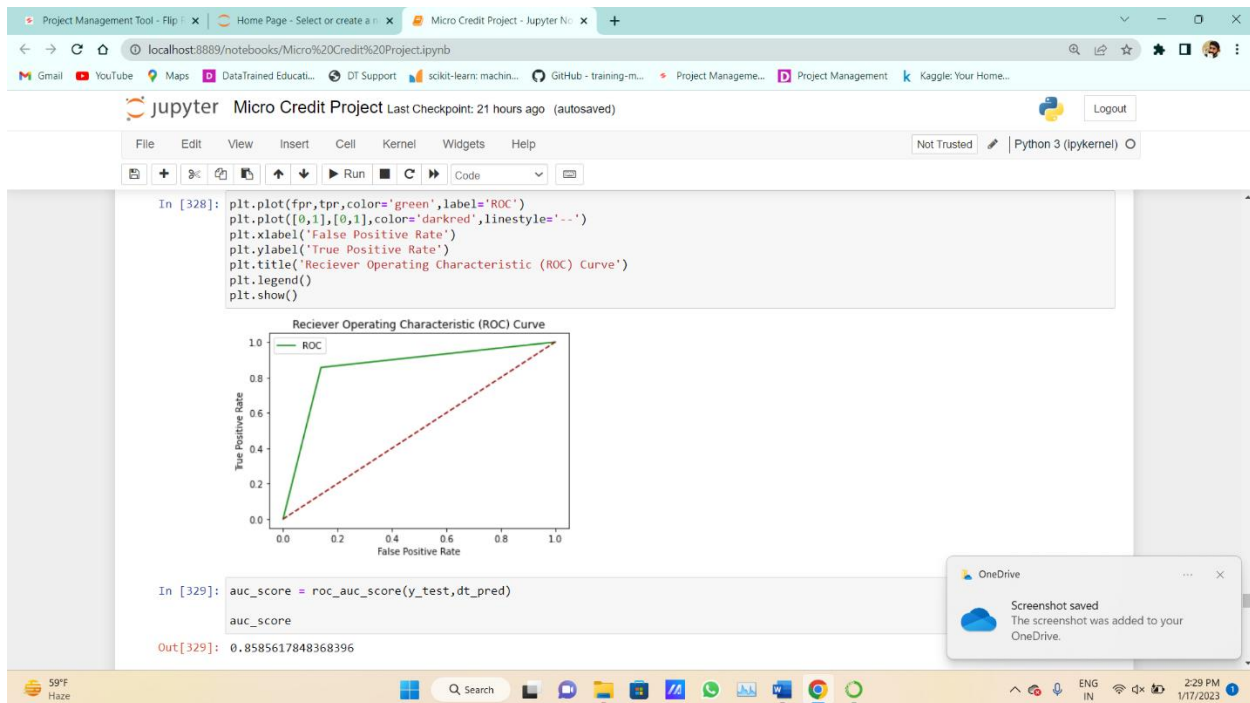 Project Management Tool - Flip R
Home Page - Select or create a n
Micro Credit Project - Jupyter No
localhost:8889/notebooks/Micro%20Credit%20Project.ipynb
Gmail YouTube Maps DataTrained Educati... DT Support scikit-learn: machin... GitHub - training-m... Project Manageme... Project Management Kaggle: Your Home...
jupyter Micro Credit Project Last Checkpoint: 21 hours ago (autosaved) Logout
File Edit View Insert Cell Kernel Widgets Help Not Trusted Python 3 (ipykernel)
Run Code
In [328]: plt.plot(fpr,tpr,color='green',label='ROC')
plt.plot([0,1],[0,1],color='darkred',linestyle='--')
plt.xlabel('False Positive Rate')
plt.ylabel('True Positive Rate')
plt.title('Reciever Operating Characteristic (ROC) Curve')
plt.legend()
plt.show()
Reciever Operating Characteristic (ROC) Curve
ROC
True Positive Rate
1.0
0.8
0.6
0.4
0.2
0.0
0.0 0.2 0.4 0.6 0.8 1.0
False Positive Rate
In [329]: auc_score = roc_auc_score(y_test,dt_pred)
auc_score
Out[329]: 0.8585617848368396
OneDrive
Screenshot saved
The screenshot was added to your
OneDrive.
59°F
Haze
Search
ENG
IN
2:29 PM
1/17/2023
1